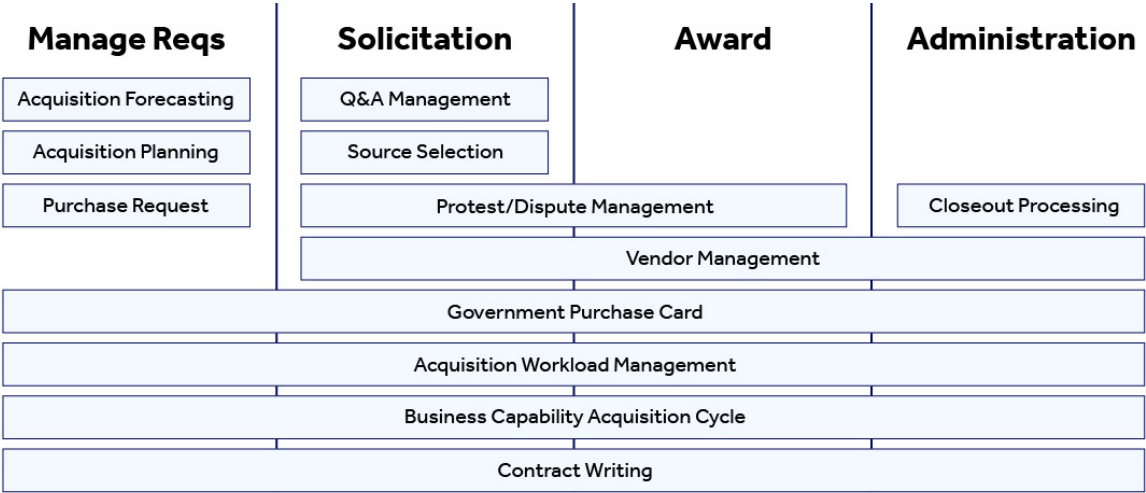 Manage Reqs
Solicitation
Award
Administration
Acquisition Forecasting
Q&A Management
Acquisition Planning
Source Selection
Purchase Request
Protest/Dispute Management
Closeout Processing
Vendor Management
Government Purchase Card
Acquisition Workload Management
Business Capability Acquisition Cycle
Contract Writing